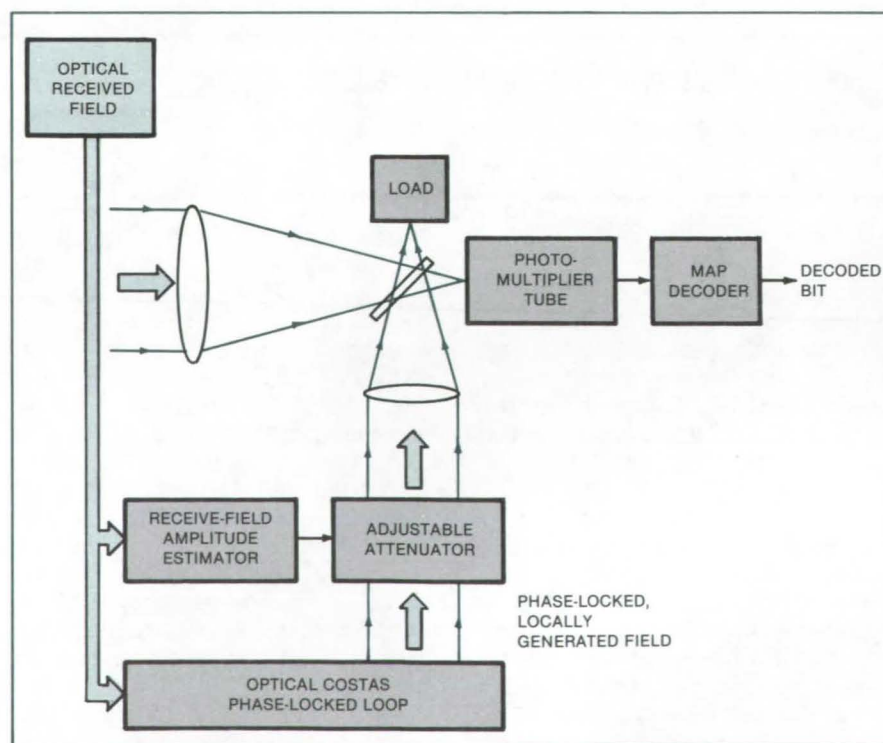 OPTICAL
RECEIVED
FIELD
LOAD
PHOTO-
MULTIPLIER
TUBE
MAP
DECODER
DECODED
BIT
RECEIVE-FIELD
AMPLITUDE
ESTIMATOR
ADJUSTABLE
ATTENUATOR
PHASE-LOCKED,
LOCALLY
GENERATED FIELD
OPTICAL COSTAS
PHASE-LOCKED LOOP